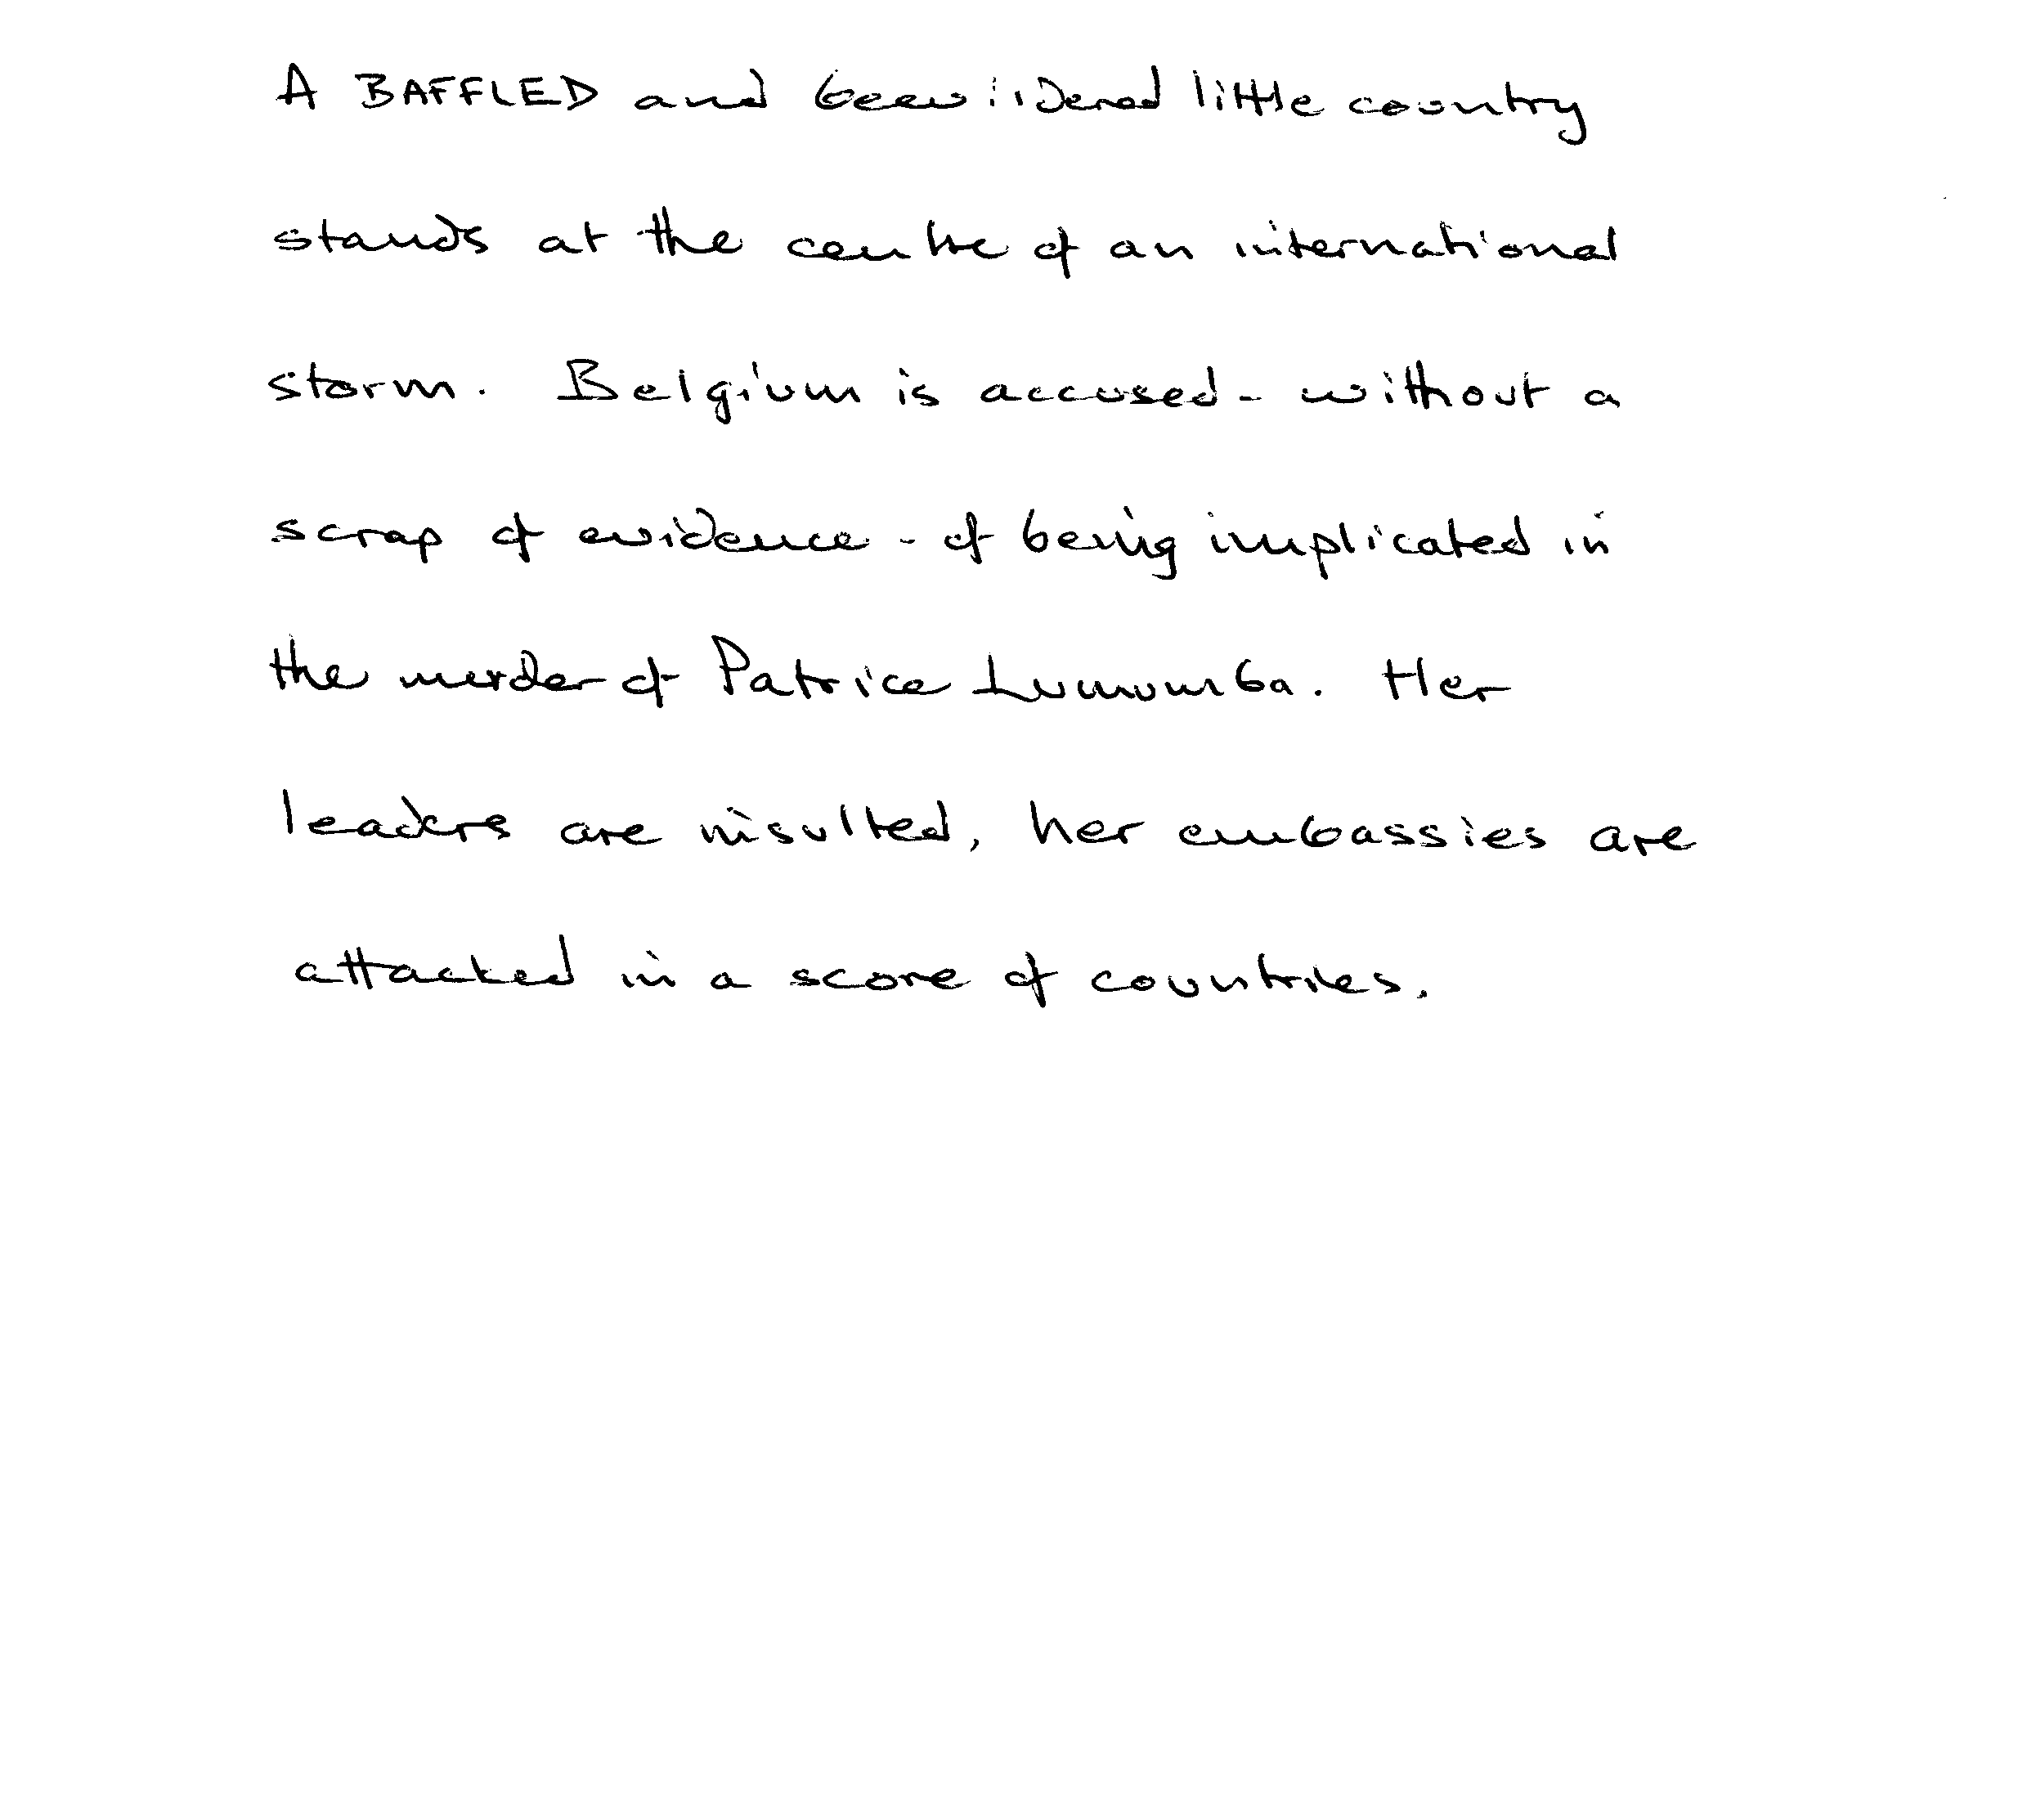 A BAFFLED and bewildered little country
stands at the centre of an international
storm. Belgium is accused - without a
scrap of evidence - of being implicated in
the murder of Patrice Lumumba. Her
leaders are insulted, her embassies are
attacked in a score of countries.